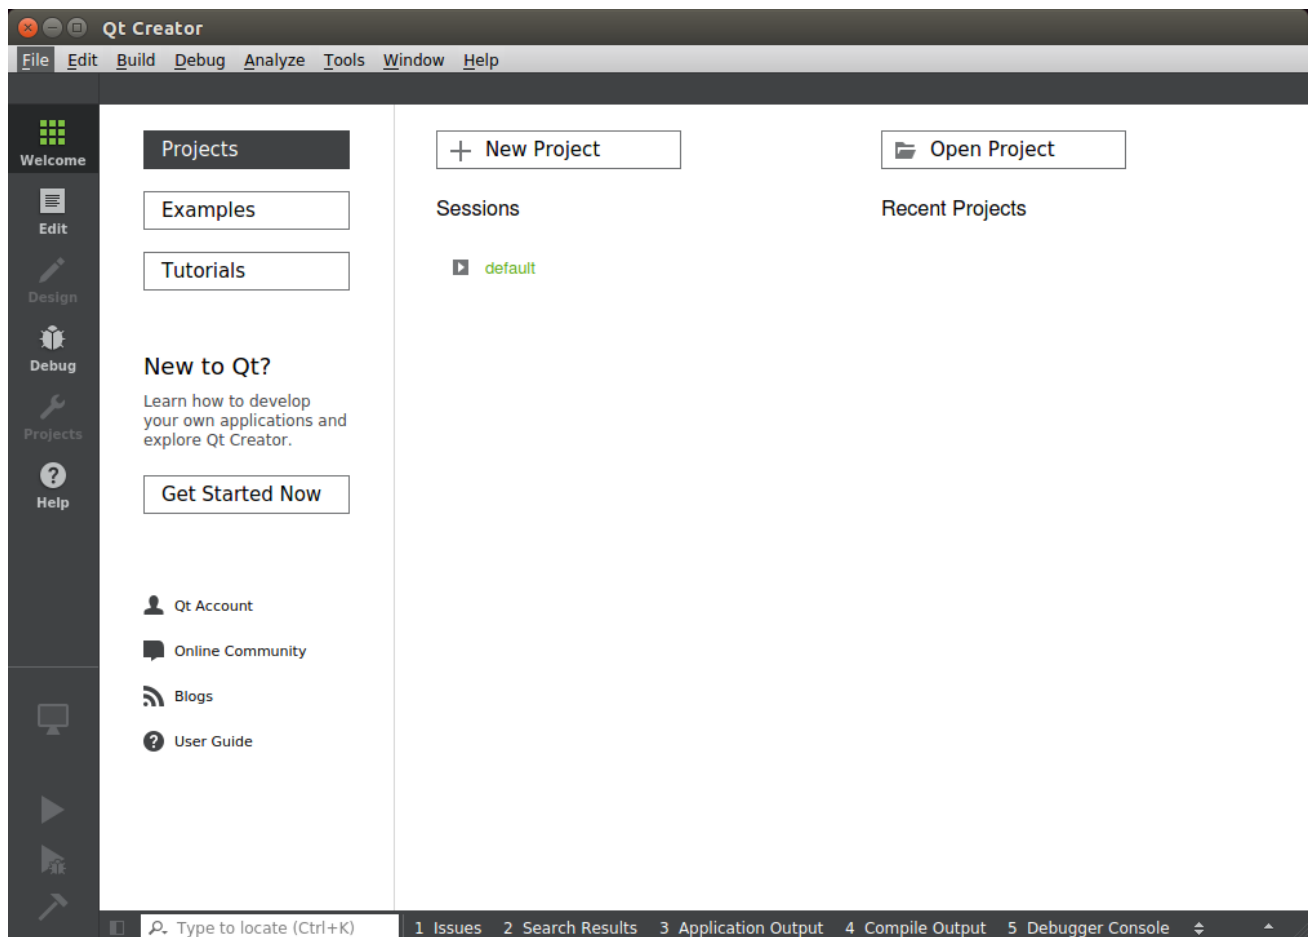 Qt Creator
File Edit Build Debug Analyze Tools Window Help
Welcome
Edit
Design
Debug
Projects
Help
Projects
Examples
Tutorials
New to Qt?
Learn how to develop
your own applications and
explore Qt Creator.
Get Started Now
Qt Account
Online Community
Blogs
User Guide
New Project
Open Project
Sessions
Recent Projects
default
Type to locate (Ctrl+K)
1 Issues 2 Search Results 3 Application Output 4 Compile Output 5 Debugger Console